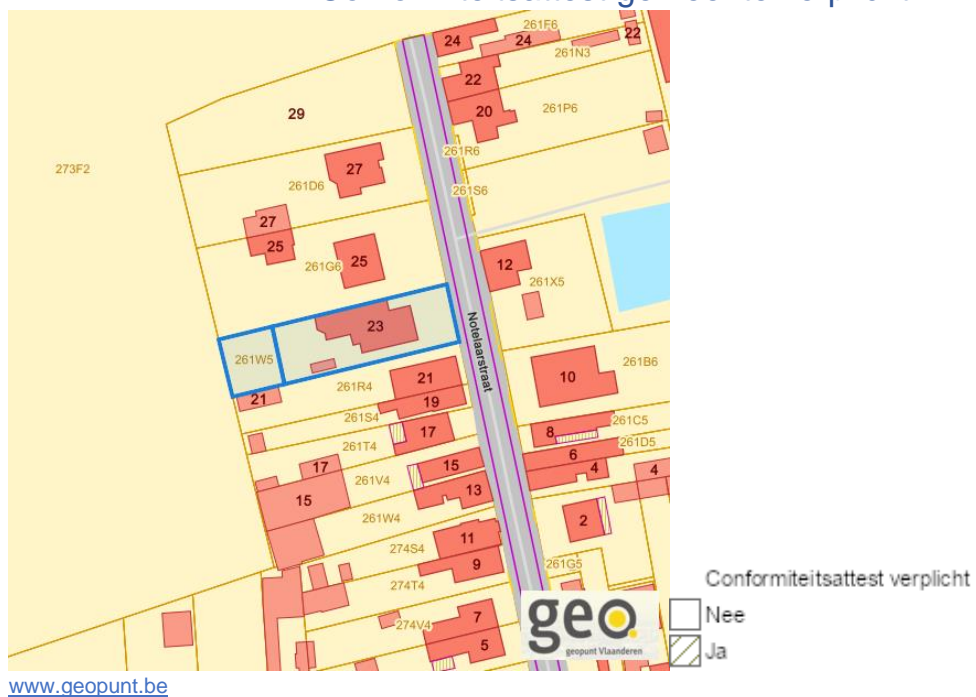 Conformiteitsattest gemeente verplicht
24
261F6
24
22
261N3
22
29
20
261P6
273F2
261R6
27
261D6
261S6
27
25
261G6
25
12
261X5
23
Notelaarstraat
261W5
261R4
21
10
261B6
21
19
261S4
17
8
261C5
261D5
261T4
6
17
15
4
4
261V4
13
15
261W4
2
11
274S4
9
261G5
274T4
7
274V4
5
geo
geopunt Vlaanderen
Conformiteitsattest verplicht
Nee
Ja
www.geopunt.be